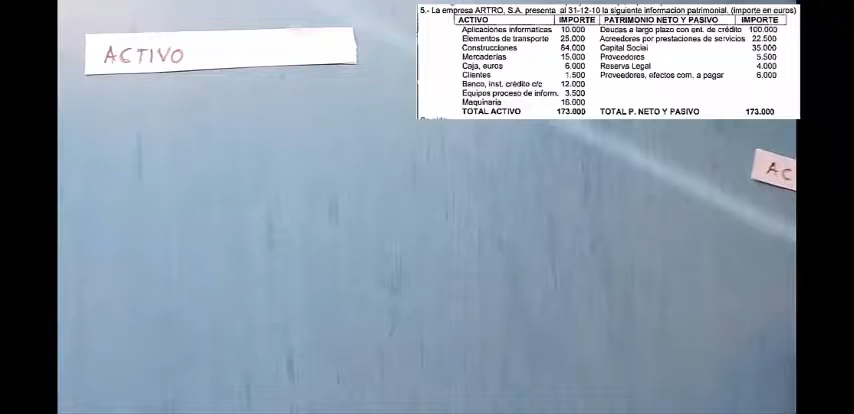 ACTIVO
5.- La empresa ARTRO, S.A. presenta al 31-12-10 la siguiente informacion patrimonial. (importe en euros)
ACTIVO IMPORTE PATRIMONIO NETO Y PASIVO IMPORTE
Aplicaciones informáticas 10.000 Deudas a largo plazo con ent. de crédito 100.000
Elementos de transporte 25.000 Acreedores por prestaciones de servicios 22.500
Construcciones 84.000 Capital Social 35.000
Mercaderías 15.000 Proveedores 5.500
Caja, euros 6.000 Reserva Legal 4.000
Clientes 1.500 Proveedores, efectos com. a pagar 6.000
Banco, inst. crédito c/c 12.000
Equipos proceso de inform. 3.500
Maquinaria 16.000
TOTAL ACTIVO 173.000 TOTAL P. NETO Y PASIVO 173.000
AC